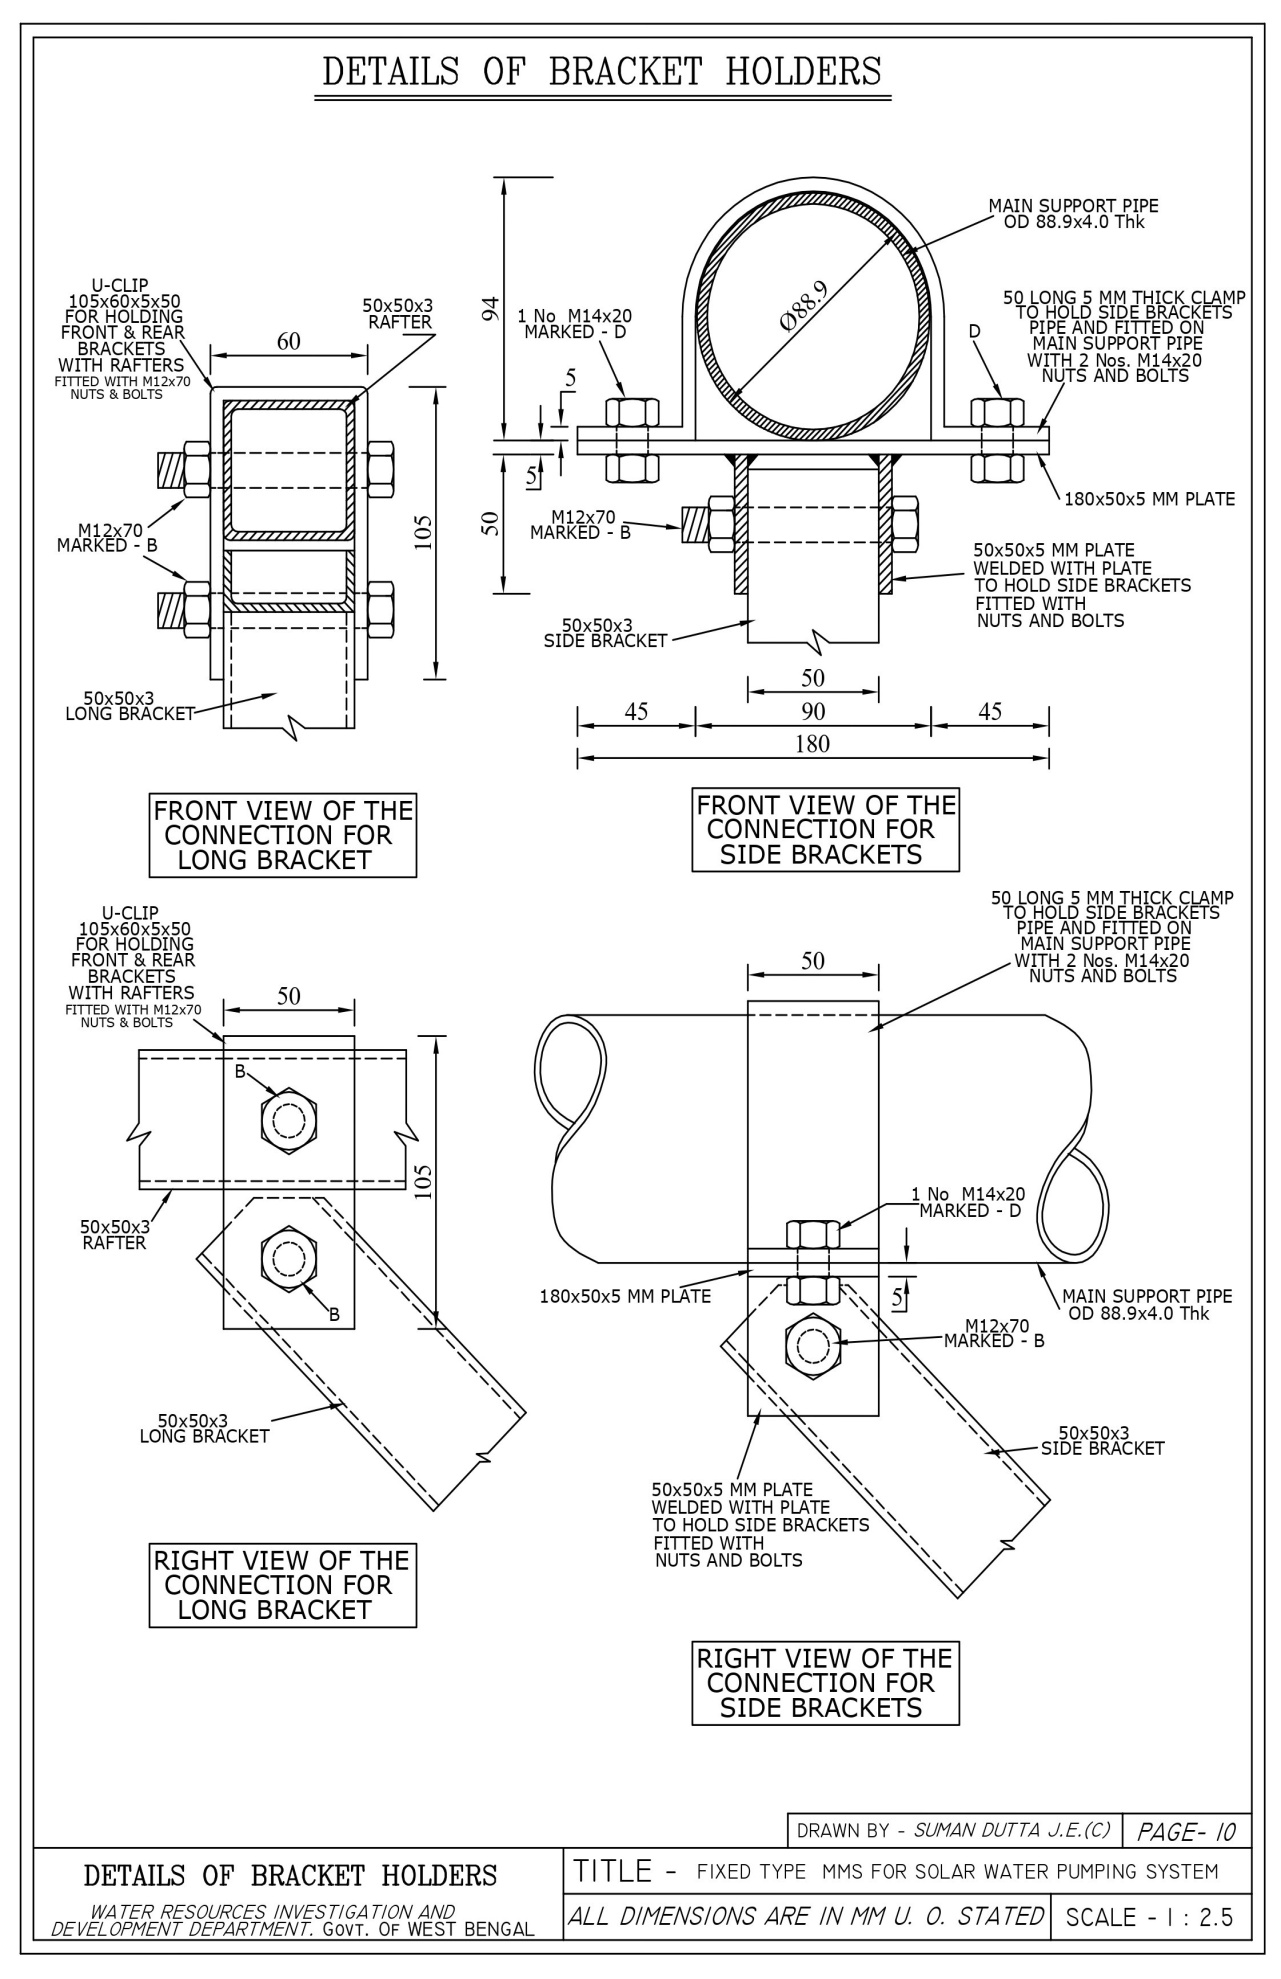 DETAILS OF BRACKET HOLDERS
U-CLIP
105x60x5x50
FOR HOLDING
FRONT & REAR
BRACKETS
WITH RAFTERS
FITTED WITH M12x70
NUTS & BOLTS
50x50x3
RAFTER
60
105
M12x70
MARKED - B
50x50x3
LONG BRACKET
FRONT VIEW OF THE
CONNECTION FOR
LONG BRACKET
MAIN SUPPORT PIPE
OD 88.9x4.0 Thk
94
1 No M14x20
MARKED - D
Ø88.9
D
50 LONG 5 MM THICK CLAMP
TO HOLD SIDE BRACKETS
PIPE AND FITTED ON
MAIN SUPPORT PIPE
WITH 2 Nos. M14x20
NUTS AND BOLTS
5
5
50
180x50x5 MM PLATE
M12x70
MARKED - B
50x50x5 MM PLATE
WELDED WITH PLATE
TO HOLD SIDE BRACKETS
FITTED WITH
NUTS AND BOLTS
50x50x3
SIDE BRACKET
50
45
90
45
180
FRONT VIEW OF THE
CONNECTION FOR
SIDE BRACKETS
U-CLIP
105x60x5x50
FOR HOLDING
FRONT & REAR
BRACKETS
WITH RAFTERS
FITTED WITH M12x70
NUTS & BOLTS
50
B
105
50x50x3
RAFTER
B
50x50x3
LONG BRACKET
RIGHT VIEW OF THE
CONNECTION FOR
LONG BRACKET
50 LONG 5 MM THICK CLAMP
TO HOLD SIDE BRACKETS
PIPE AND FITTED ON
MAIN SUPPORT PIPE
WITH 2 Nos. M14x20
NUTS AND BOLTS
50
1 No M14x20
MARKED - D
180x50x5 MM PLATE
5
MAIN SUPPORT PIPE
OD 88.9x4.0 Thk
M12x70
MARKED - B
50x50x3
SIDE BRACKET
50x50x5 MM PLATE
WELDED WITH PLATE
TO HOLD SIDE BRACKETS
FITTED WITH
NUTS AND BOLTS
RIGHT VIEW OF THE
CONNECTION FOR
SIDE BRACKETS
DRAWN BY - SUMAN DUTTA J.E.(C)
PAGE- 10
DETAILS OF BRACKET HOLDERS
WATER RESOURCES INVESTIGATION AND
DEVELOPMENT DEPARTMENT. GOVT. OF WEST BENGAL
TITLE - FIXED TYPE MMS FOR SOLAR WATER PUMPING SYSTEM
ALL DIMENSIONS ARE IN MM U. O. STATED
SCALE - 1 : 2.5